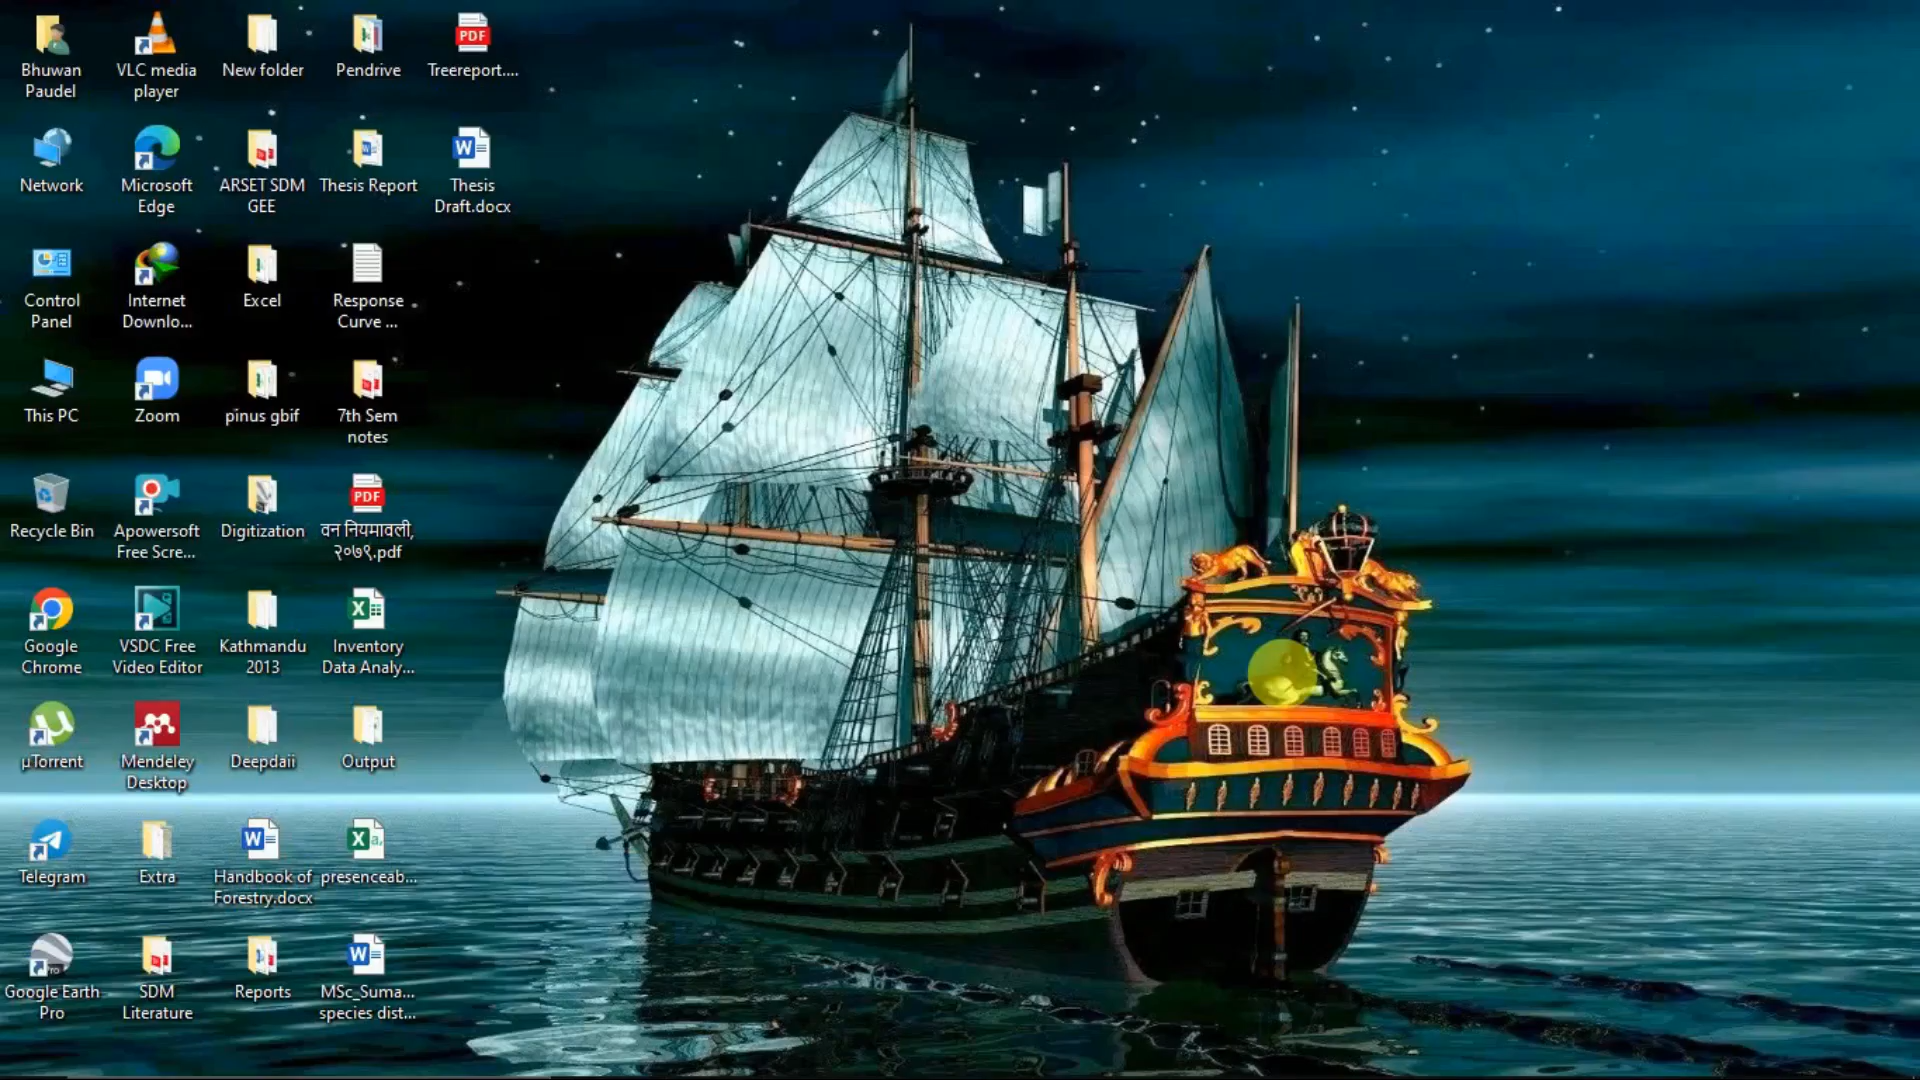 Bhuwan
Paudel
VLC media
player
New folder
Pendrive
Treereport....
Network
Microsoft
Edge
ARSET SDM
GEE
Thesis Report
Thesis
Draft.docx
Control
Panel
Internet
Downlo...
Excel
Response
Curve ...
This PC
Zoom
pinus gbif
7th Sem
notes
Recycle Bin
Apowersoft
Free Scre...
Digitization
वन नियमावली,
२०७९.pdf
Google
Chrome
VSDC Free
Video Editor
Kathmandu
2013
Inventory
Data Analy...
µTorrent
Mendeley
Desktop
Deepdaii
Output
Telegram
Extra
Handbook of
Forestry.docx
presenceab...
Google Earth
Pro
SDM
Literature
Reports
MSc_Suma...
species dist...